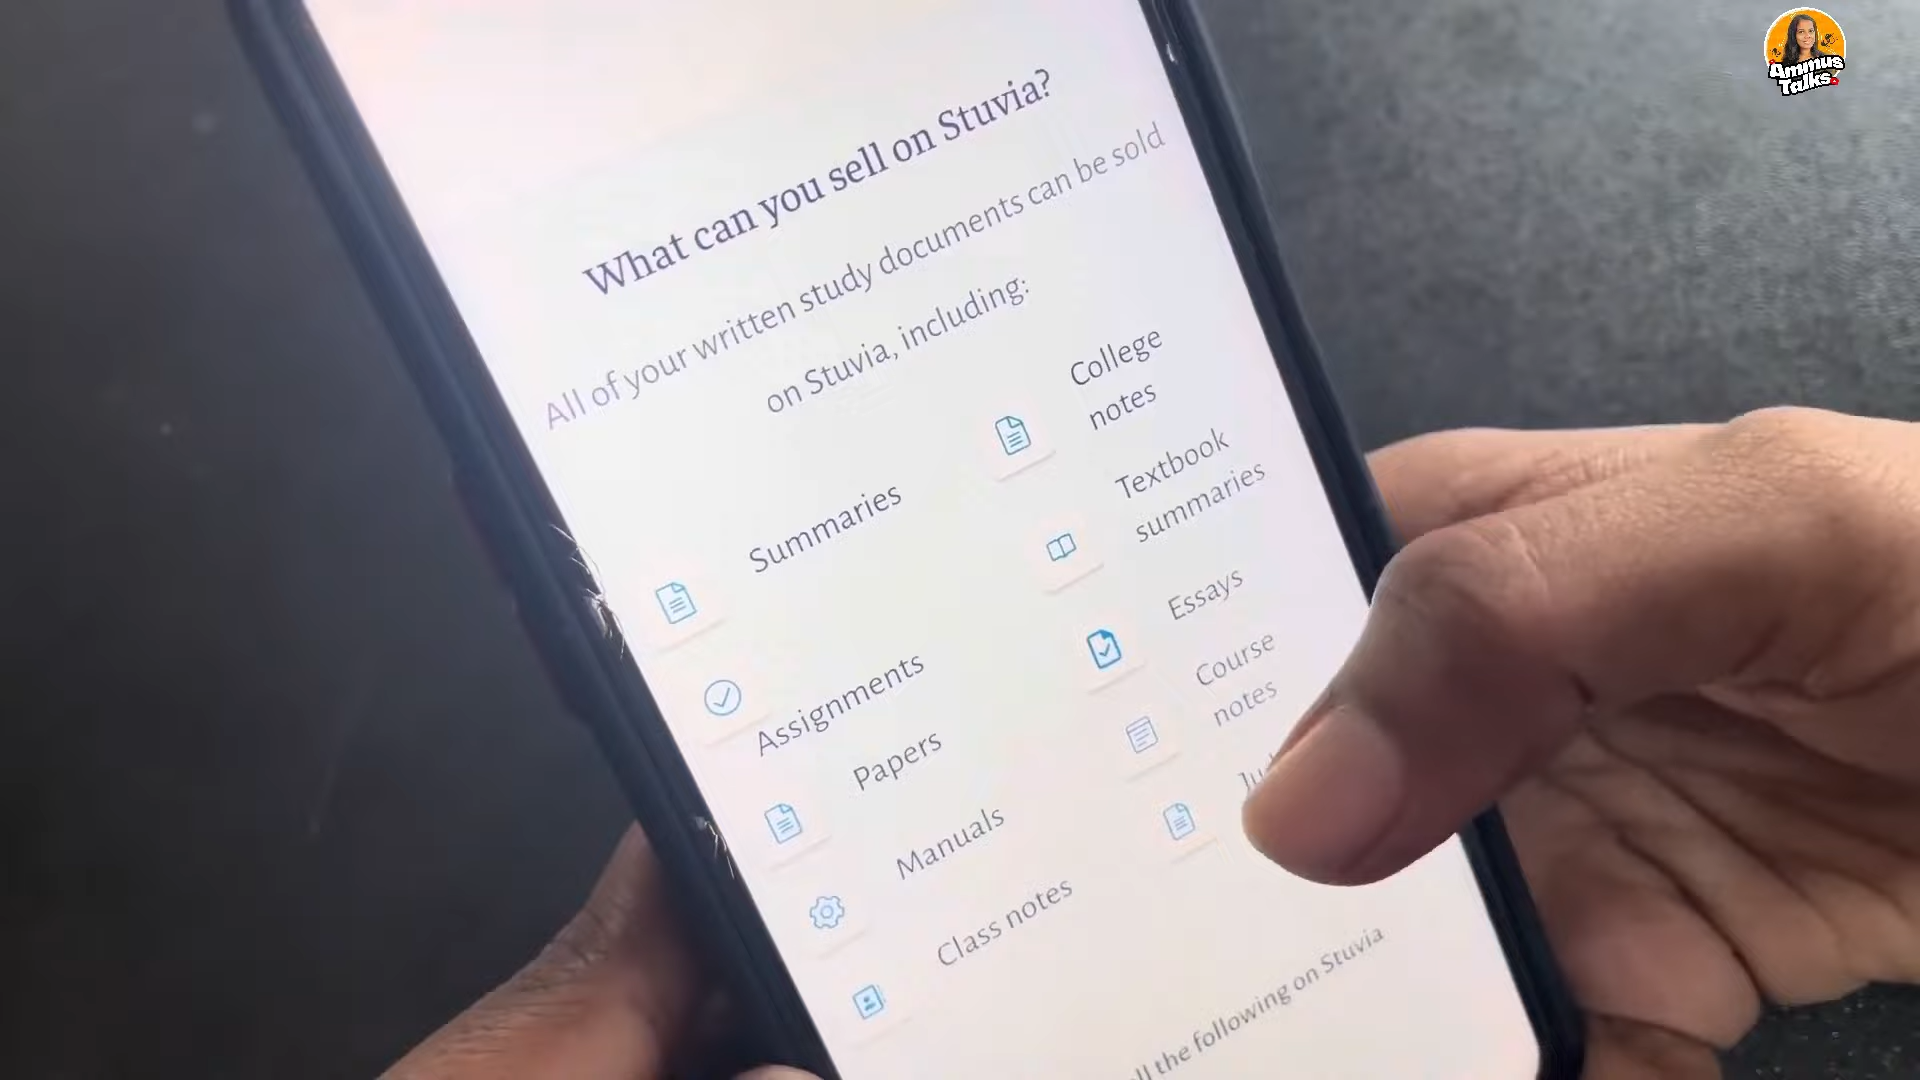 What can you sell on Stuvia?
All of your written study documents can be sold
on Stuvia, including:
Summaries
College
notes
Assignments
Textbook
summaries
Papers
Essays
Manuals
Course
notes
Class notes
the following on Stuvia
Ammus
Talks